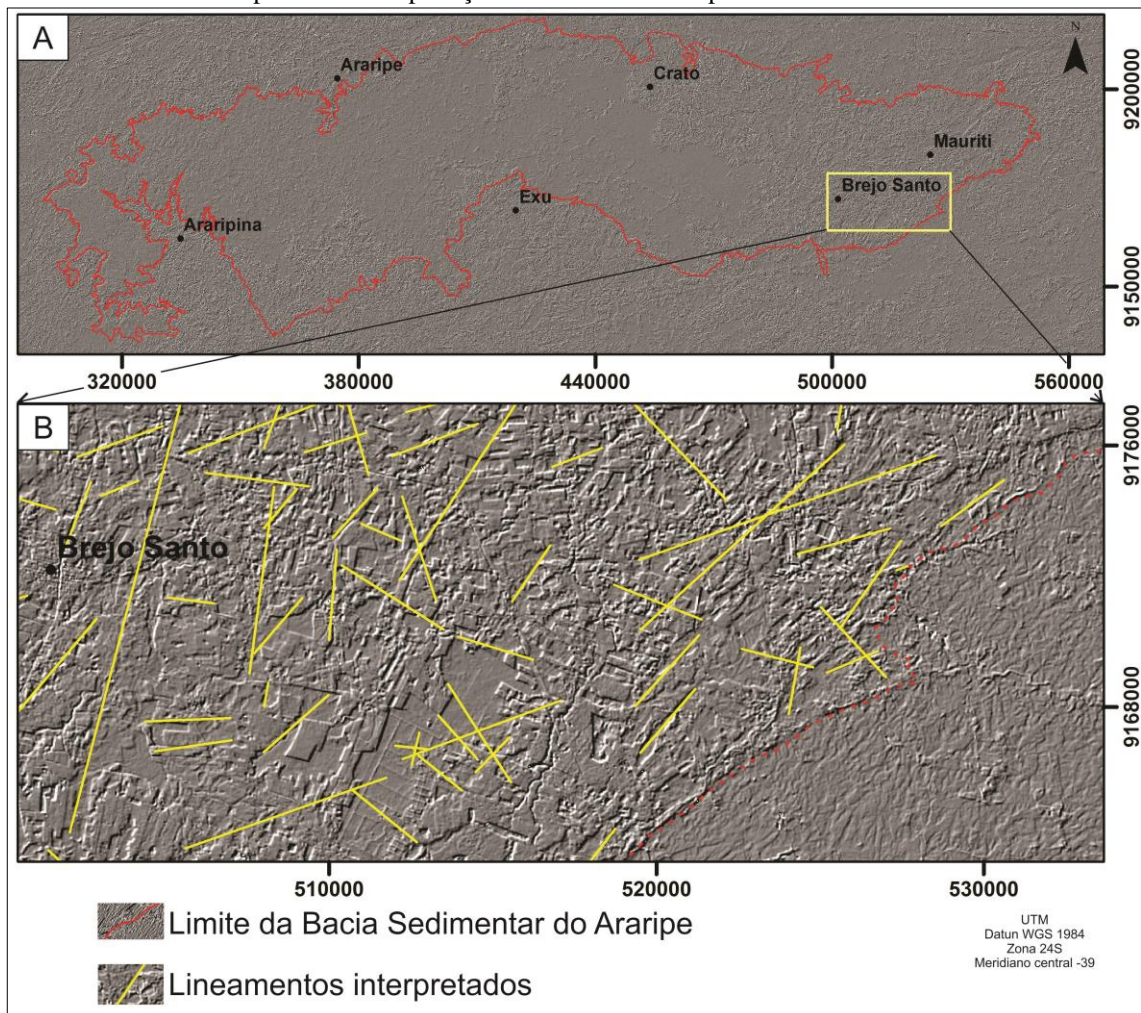 A
N
Araripe
Crato
Mauriti
Brejo Santo
Exu
Araripina
9200000
9150000
320000
380000
440000
500000
560000
B
Brejo Santo
9176000
9168000
510000
520000
530000
Limite da Bacia Sedimentar do Araripe
Lineamentos interpretados
UTM
Datun WGS 1984
Zona 24S
Meridiano central -39